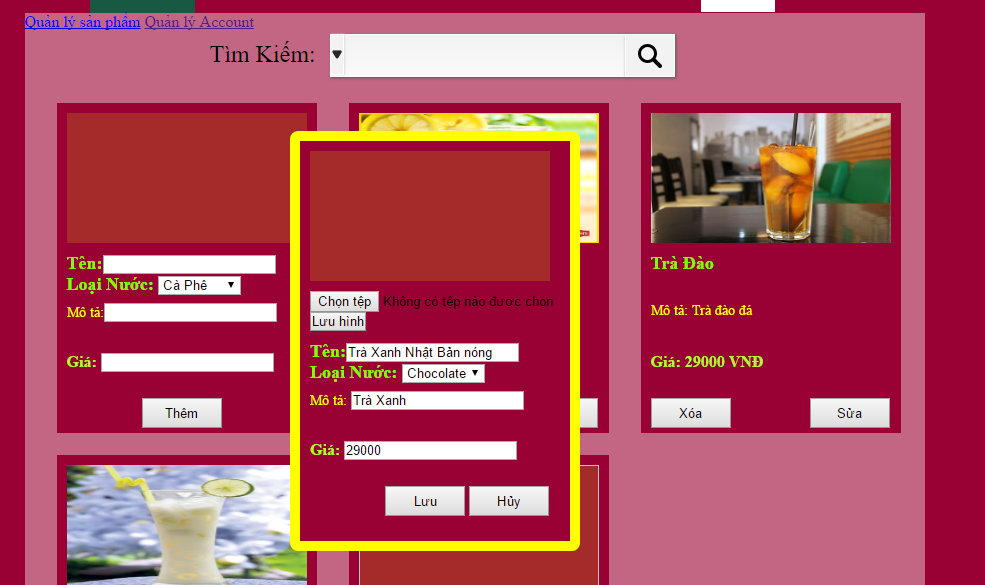 Quản lý sản phẩm Quản lý Account
Tìm Kiếm:
Tên:
Loại Nước: Cà Phê
Mô tả:
Giá:
Thêm
Chọn tệp Không có tệp nào được chọn
Lưu hình
Tên: Trà Xanh Nhật Bản nóng
Loại Nước: Chocolate
Mô tả: Trà Xanh
Giá: 29000
Lưu Hủy
Trà Đào
Mô tả: Trà đào đá
Giá: 29000 VNĐ
Xóa Sửa